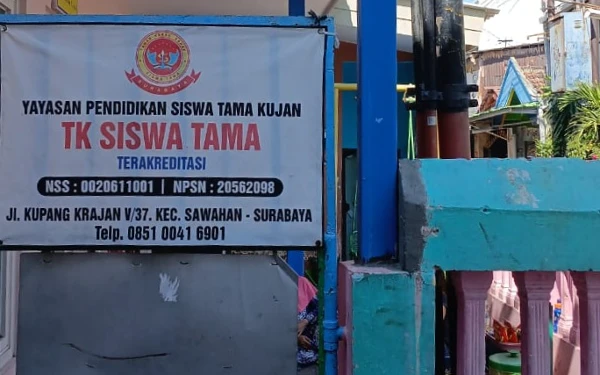 SURABAYA
YAYASAN PENDIDIKAN SISWA TAMA KUJAN
TK SISWA TAMA
TERAKREDITASI
NSS : 0020611001 | NPSN : 20562098
JL. KUPANG KRAJAN V/37. KEC. SAWAHAN - SURABAYA
Telp. 0851 0041 6901